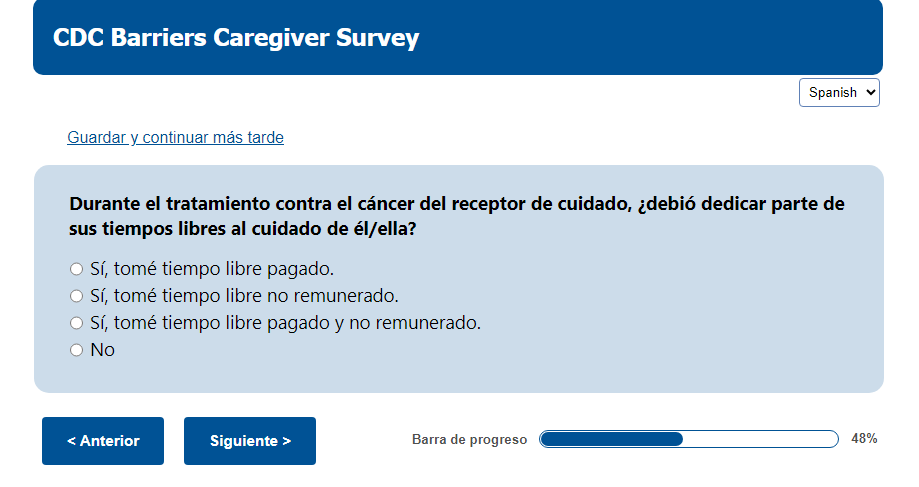 CDC Barriers Caregiver Survey
Spanish
Guardar y continuar más tarde
Durante el tratamiento contra el cáncer del receptor de cuidado, ¿debió dedicar parte de
sus tiempos libres al cuidado de él/ella?
Sí, tomé tiempo libre pagado.
Sí, tomé tiempo libre no remunerado.
Sí, tomé tiempo libre pagado y no remunerado.
No
< Anterior
Siguiente >
Barra de progreso
48%